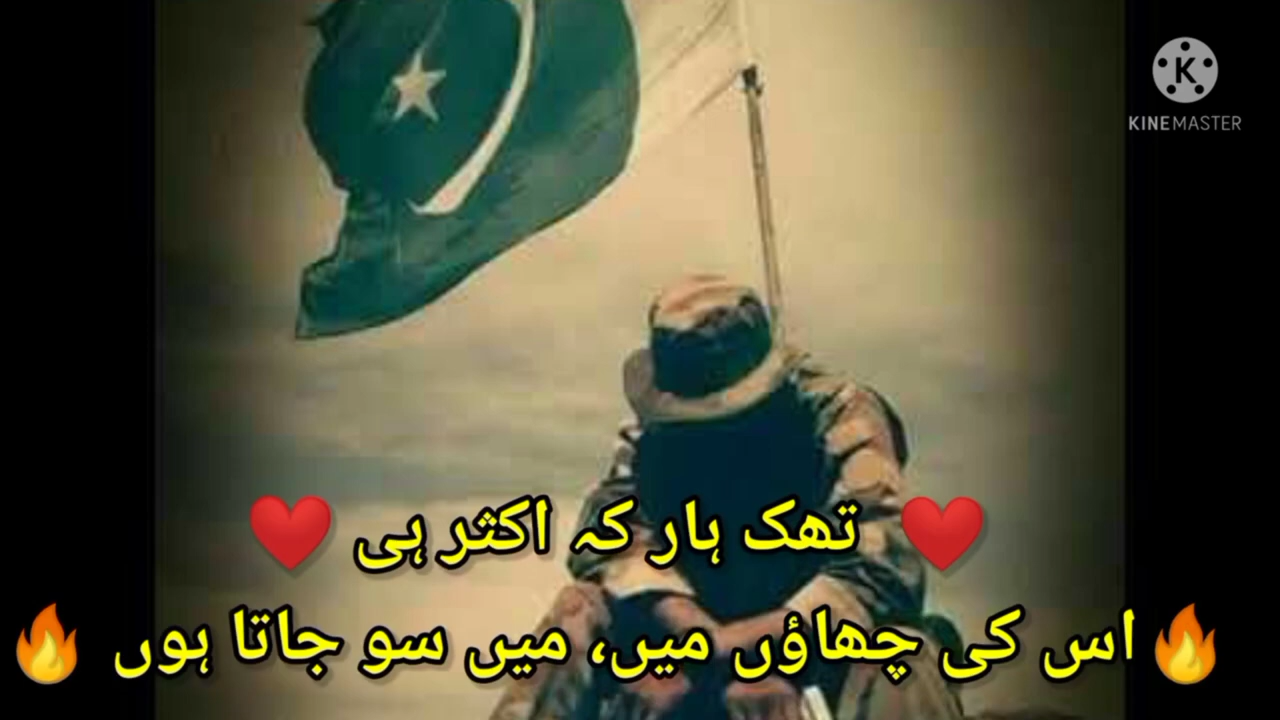 KINEMASTER
❤️ تھک ہار کہ اکثر ہی ❤️
🔥 اس کی چھاؤں میں، میں سو جاتا ہوں 🔥